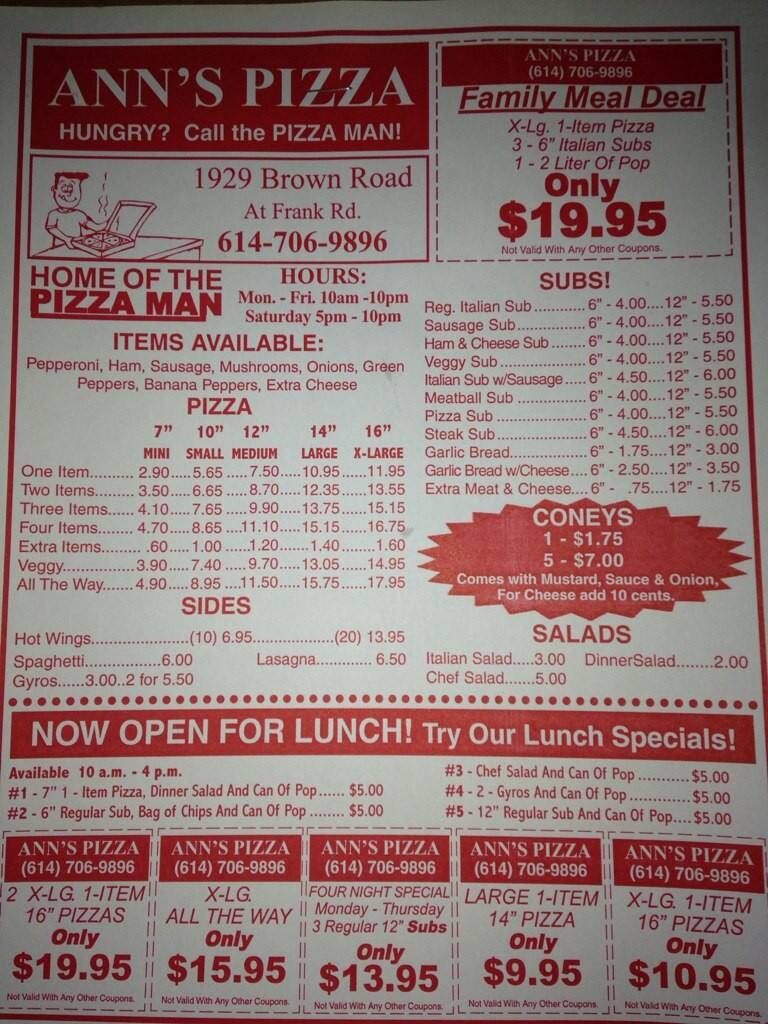 ANN'S PIZZA
HUNGRY? Call the PIZZA MAN!
1929 Brown Road
At Frank Rd.
614-706-9896
HOME OF THE
PIZZA MAN
HOURS:
Mon. - Fri. 10am -10pm
Saturday 5pm - 10pm
ITEMS AVAILABLE:
Pepperoni, Ham, Sausage, Mushrooms, Onions, Green
Peppers, Banana Peppers, Extra Cheese
PIZZA
7" 10" 12" 14" 16"
MINI SMALL MEDIUM LARGE X-LARGE
One Item.......... 2.90.....5.65 ....7.50....10.95.....11.95
Two Items.......... 3.50.....6.65 .....8.70.....12.35.....13.55
Three Items...... 4.10.....7.65 .....9.90.....13.75.....15.15
Four Items........ 4.70 .....8.65 ...11.10.....15.15 .....16.75
Extra Items........ .60.....1.00 .....1.20.....1.40......1.60
Veggy.............. 3.90.....7.40 .....9.70.....13.05.....14.95
All The Way...... 4.90.....8.95 ...11.50.....15.75.....17.95
SIDES
Hot Wings....................(10) 6.95....................(20) 13.95
Spaghetti...............6.00 Lasagna............. 6.50
Gyros......3.00..2 for 5.50
ANN'S PIZZA
(614) 706-9896
Family Meal Deal
X-Lg. 1-Item Pizza
3 - 6" Italian Subs
1 - 2 Liter Of Pop
Only
$19.95
Not Valid With Any Other Coupons.
SUBS!
Reg. Italian Sub ............ 6" - 4.00....12" - 5.50
Sausage Sub................ 6" - 4.00....12" - 5.50
Ham & Cheese Sub ........ 6" - 4.00....12" - 5.50
Veggy Sub .................... 6" - 4.00....12" - 5.50
Italian Sub w/Sausage..... 6" - 4.50....12" - 6.00
Meatball Sub ................ 6" - 4.00....12" - 5.50
Pizza Sub ...................... 6" - 4.00....12" - 5.50
Steak Sub ..................... 6" - 4.50....12" - 6.00
Garlic Bread.................. 6" - 1.75....12" - 3.00
Garlic Bread w/Cheese.... 6" - 2.50....12" - 3.50
Extra Meat & Cheese.... 6" - .75....12" - 1.75
CONEYS
1 - $1.75
5 - $7.00
Comes with Mustard, Sauce & Onion,
For Cheese add 10 cents.
SALADS
Italian Salad.....3.00 DinnerSalad........2.00
Chef Salad......5.00
NOW OPEN FOR LUNCH! Try Our Lunch Specials!
Available 10 a.m. - 4 p.m.
#1 - 7" 1 - Item Pizza, Dinner Salad And Can Of Pop...... $5.00
#2 - 6" Regular Sub, Bag of Chips And Can Of Pop ........ $5.00
#3 - Chef Salad And Can Of Pop ............$5.00
#4 - 2 - Gyros And Can Of Pop..............$5.00
#5 - 12" Regular Sub And Can Of Pop....$5.00
ANN'S PIZZA
(614) 706-9896
2 X-LG. 1-ITEM
16" PIZZAS
Only
$19.95
Not Valid With Any Other Coupons.
ANN'S PIZZA
(614) 706-9896
X-LG.
ALL THE WAY
Only
$15.95
Not Valid With Any Other Coupons.
ANN'S PIZZA
(614) 706-9896
FOUR NIGHT SPECIAL
Monday - Thursday
3 Regular 12" Subs
Only
$13.95
Not Valid With Any Other Coupons.
ANN'S PIZZA
(614) 706-9896
LARGE 1-ITEM
14" PIZZA
Only
$9.95
Not Valid With Any Other Coupons.
ANN'S PIZZA
(614) 706-9896
X-LG. 1-ITEM
16" PIZZAS
Only
$10.95
Not Valid With Any Other Coupons.